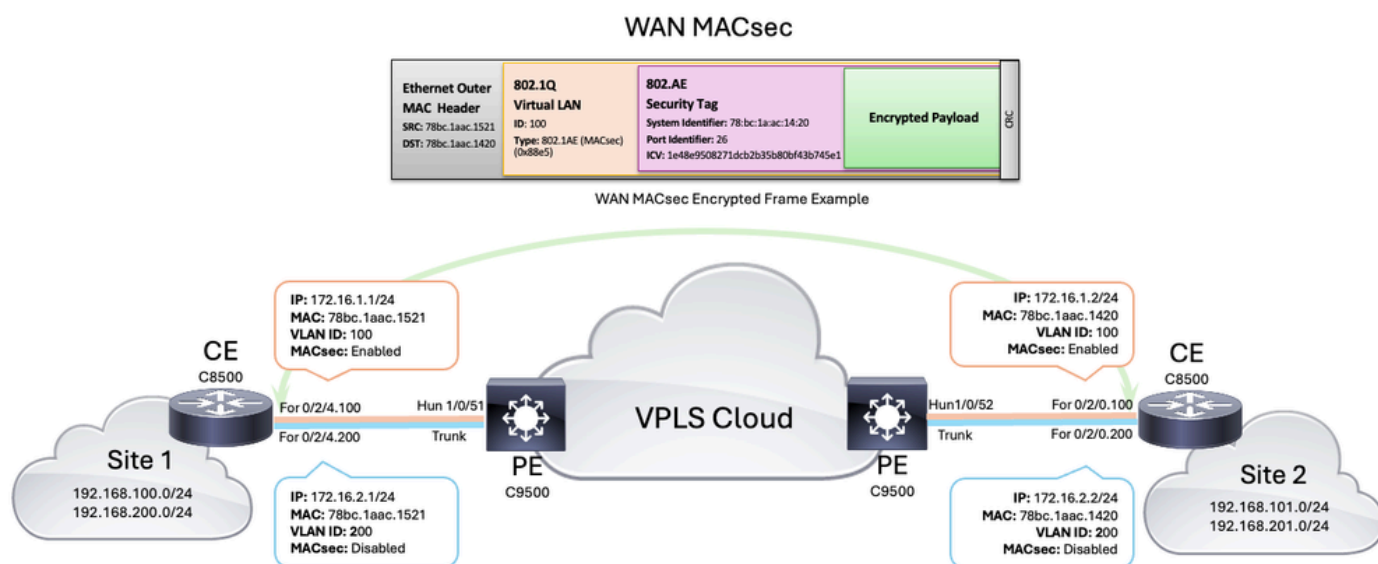 WAN MACsec
Ethernet Outer
MAC Header
SRC: 78bc.1aac.1521
DST: 78bc.1aac.1420
802.1Q
Virtual LAN
ID: 100
Type: 802.1AE (MACsec)
(0x88e5)
802.AE
Security Tag
System Identifier: 78:bc:1a:ac:14:20
Port Identifier: 26
ICV: 1e48e9508271dcb2b35b80bf43b745e1
Encrypted Payload
CRC
WAN MACsec Encrypted Frame Example
IP: 172.16.1.1/24
MAC: 78bc.1aac.1521
VLAN ID: 100
MACsec: Enabled
IP: 172.16.1.2/24
MAC: 78bc.1aac.1420
VLAN ID: 100
MACsec: Enabled
CE
C8500
For 0/2/4.100
For 0/2/4.200
Hun 1/0/51
Trunk
PE
C9500
VPLS Cloud
PE
C9500
Hun1/0/52
Trunk
For 0/2/0.100
For 0/2/0.200
CE
C8500
Site 1
192.168.100.0/24
192.168.200.0/24
Site 2
192.168.101.0/24
192.168.201.0/24
IP: 172.16.2.1/24
MAC: 78bc.1aac.1521
VLAN ID: 200
MACsec: Disabled
IP: 172.16.2.2/24
MAC: 78bc.1aac.1420
VLAN ID: 200
MACsec: Disabled